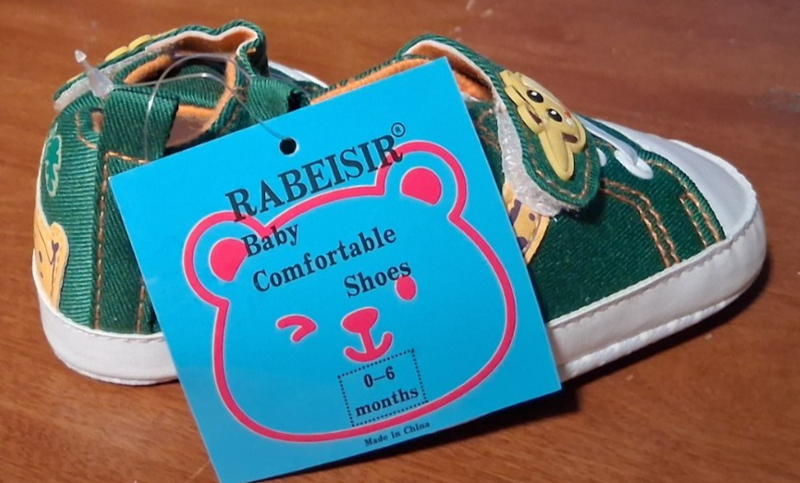 RABEISIR®
Baby
Comfortable
Shoes
0–6
months
Made in China